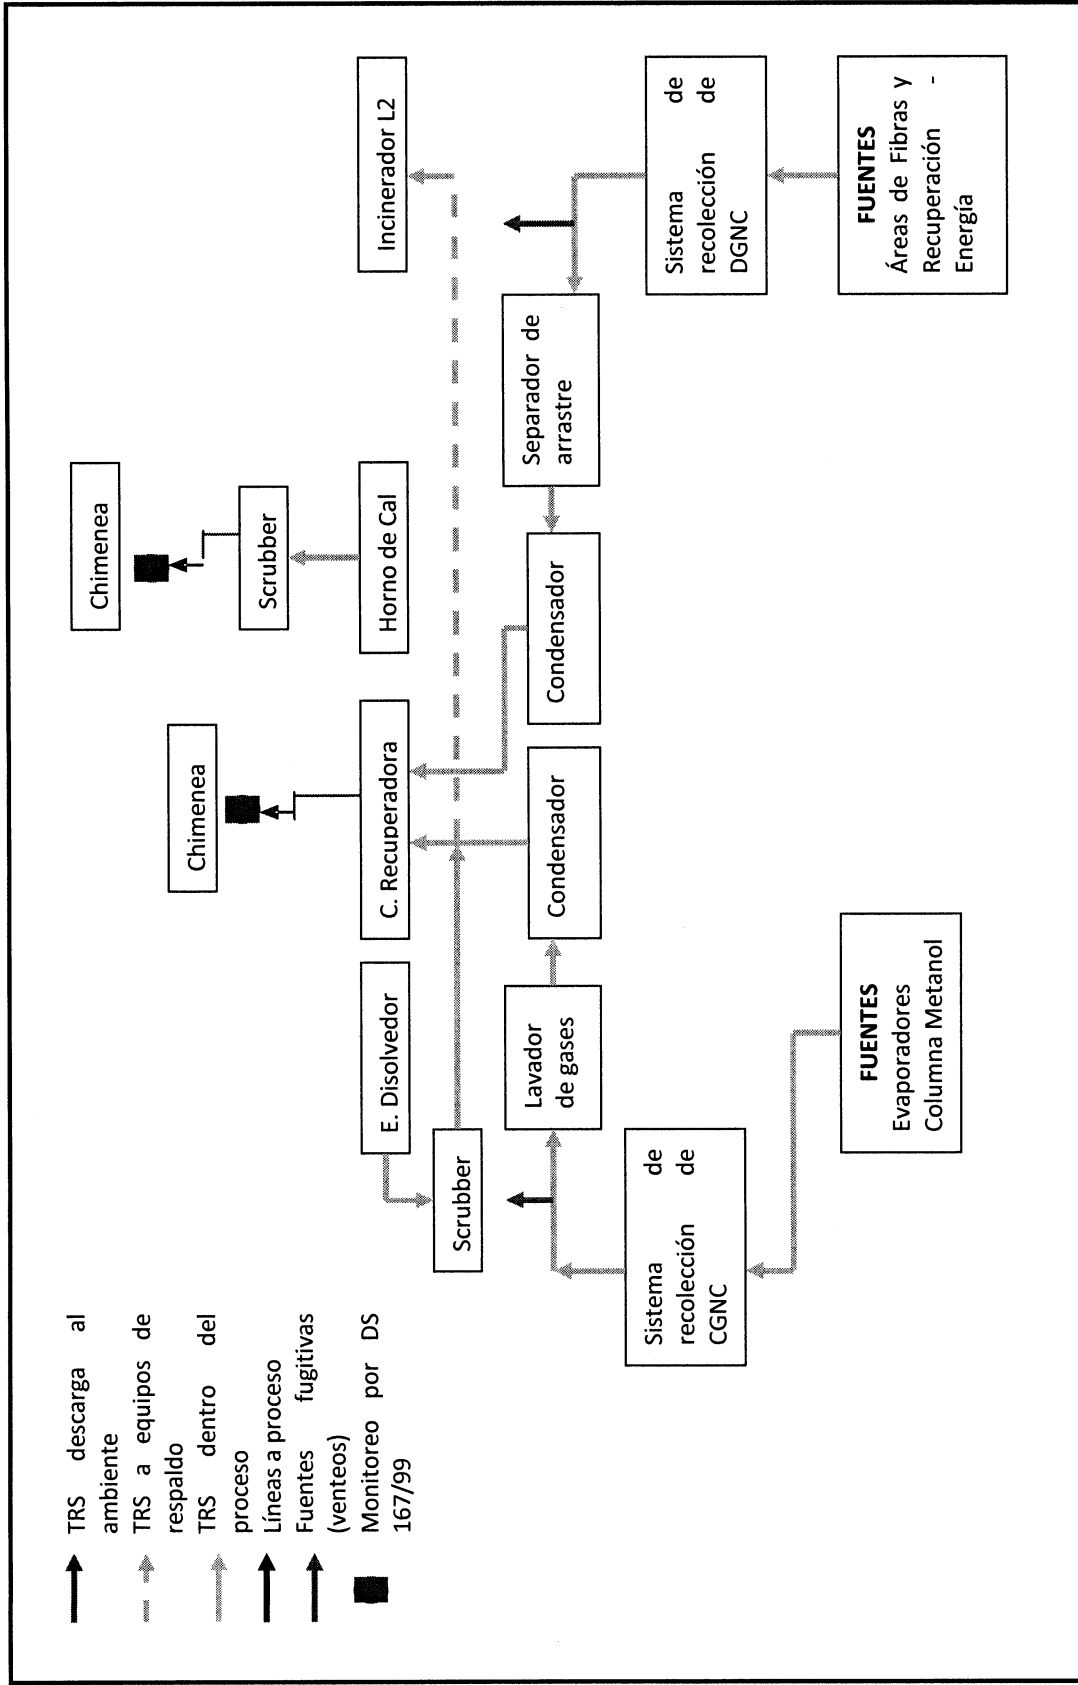 TRS descarga al
ambiente
TRS a equipos de
respaldo
TRS dentro del
proceso
Líneas a proceso
Fuentes fugitivas
(venteos)
Monitoreo por DS
167/99
Chimenea
Chimenea
Scrubber
E. Disolvedor
C. Recuperadora
Horno de Cal
Incinerador L2
Scrubber
Lavador
de gases
Condensador
Condensador
Separador de
arrastre
Sistema de
recolección de
CGNC
Sistema de
recolección de
DGNC
FUENTES
Evaporadores
Columna Metanol
FUENTES
Áreas de Fibras y
Recuperación -
Energía